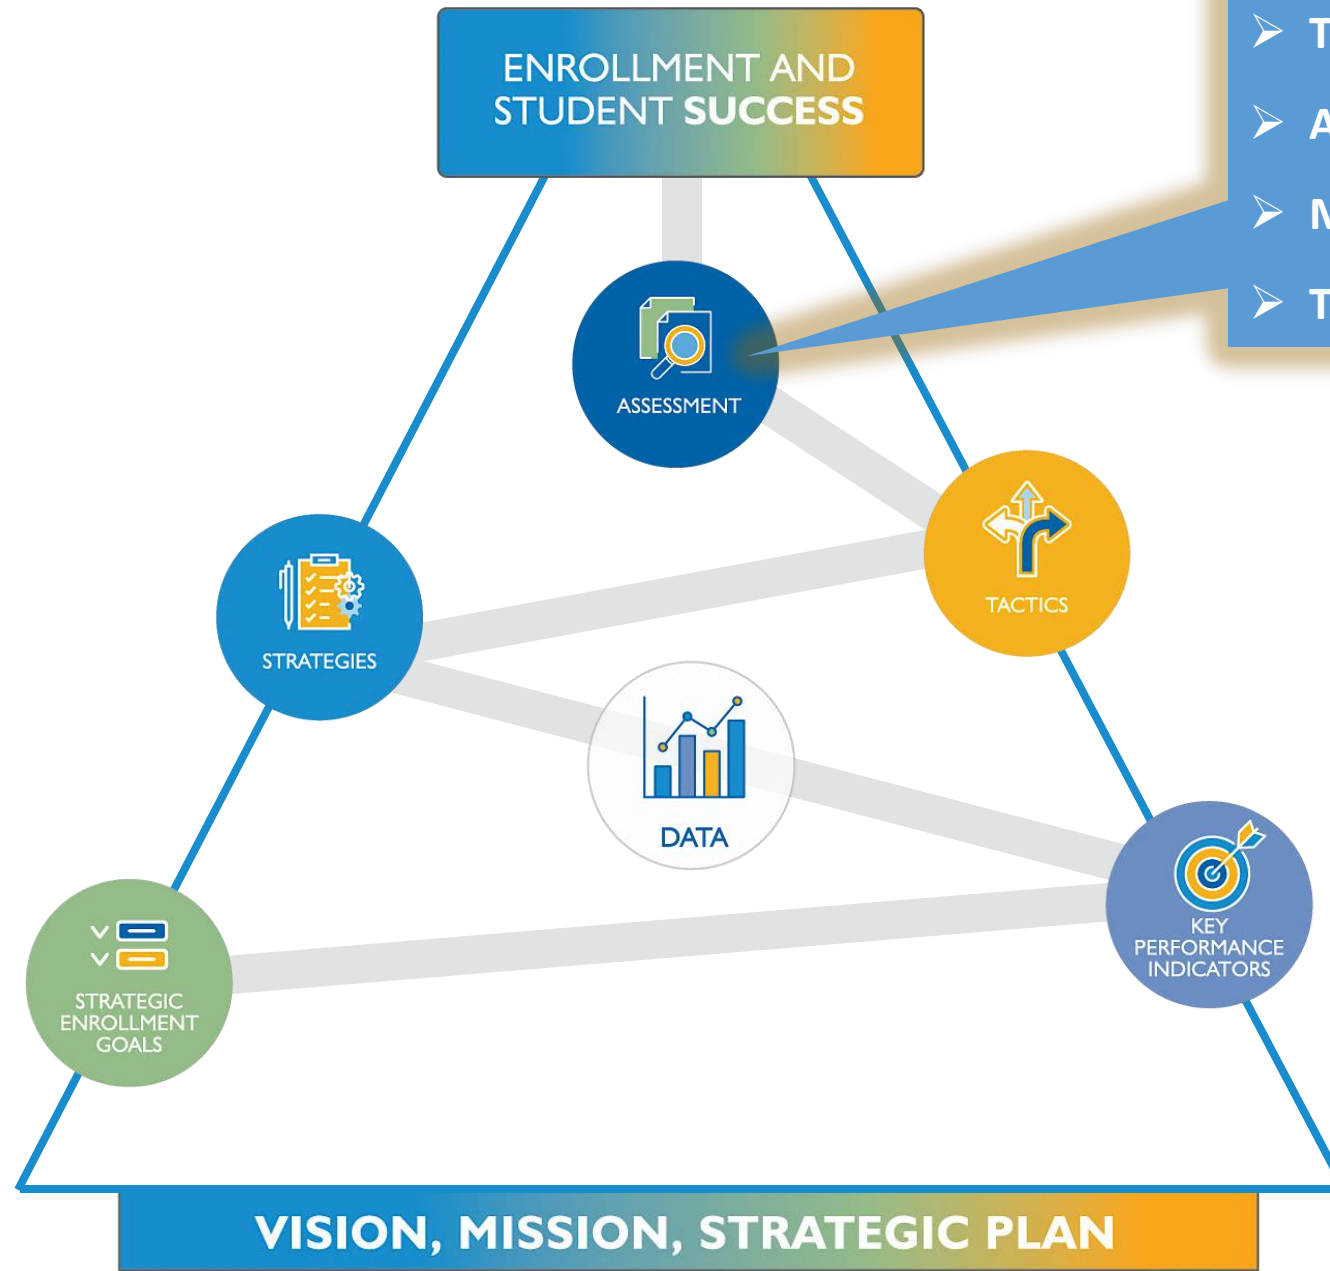 ENROLLMENT AND
STUDENT SUCCESS
➢ T
➢ A
➢ M
➢ T
ASSESSMENT
TACTICS
STRATEGIES
DATA
KEY
PERFORMANCE
INDICATORS
STRATEGIC
ENROLLMENT
GOALS
VISION, MISSION, STRATEGIC PLAN